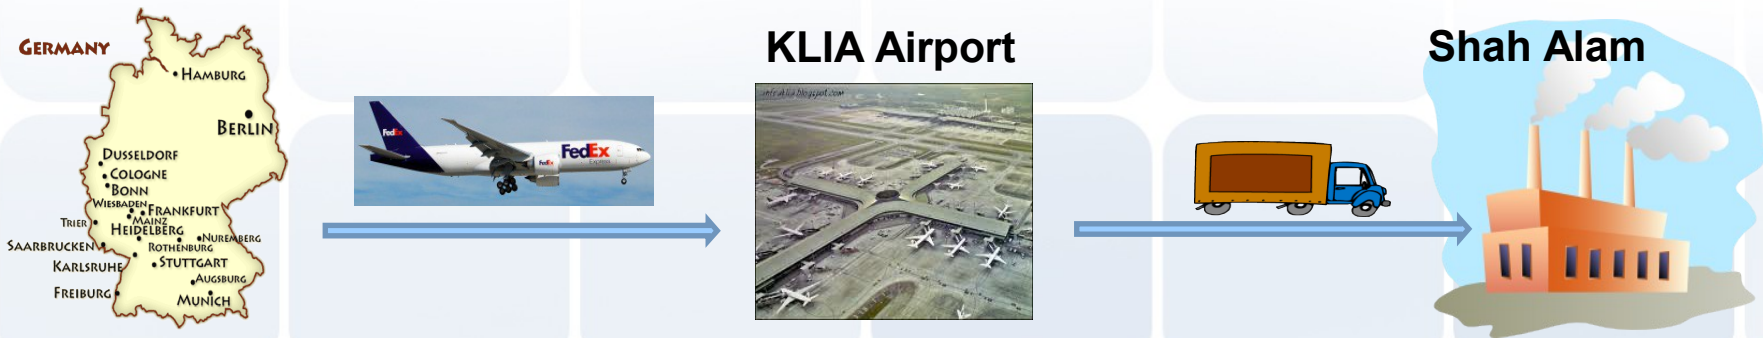 GERMANY
HAMBURG
BERLIN
DUSSELDORF
COLOGNE
BONN
WIESBADEN
FRANKFURT
MAINZ
TRIER
HEIDELBERG
NUREMBERG
ROTHENBURG
SAARBRUCKEN
STUTTGART
KARLSRUHE
AUGSBURG
FREIBURG
MUNICH
FedEx
FedEx
FedEx
Express
KLIA Airport
Shah Alam